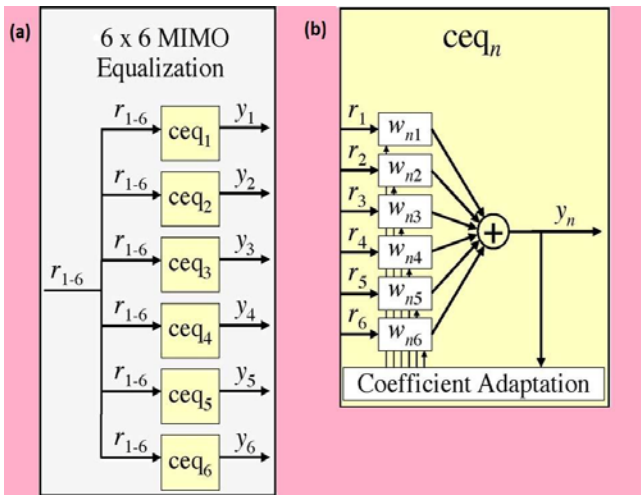 (a)
6 x 6 MIMO
Equalization
r1-6 ceq1 y1
r1-6 ceq2 y2
r1-6 ceq3 y3
r1-6
r1-6 ceq4 y4
r1-6 ceq5 y5
r1-6 ceq6 y6
(b)
ceqn
r1 wn1
r2 wn2
r3 wn3
+ yn
r4 wn4
r5 wn5
r6 wn6
Coefficient Adaptation